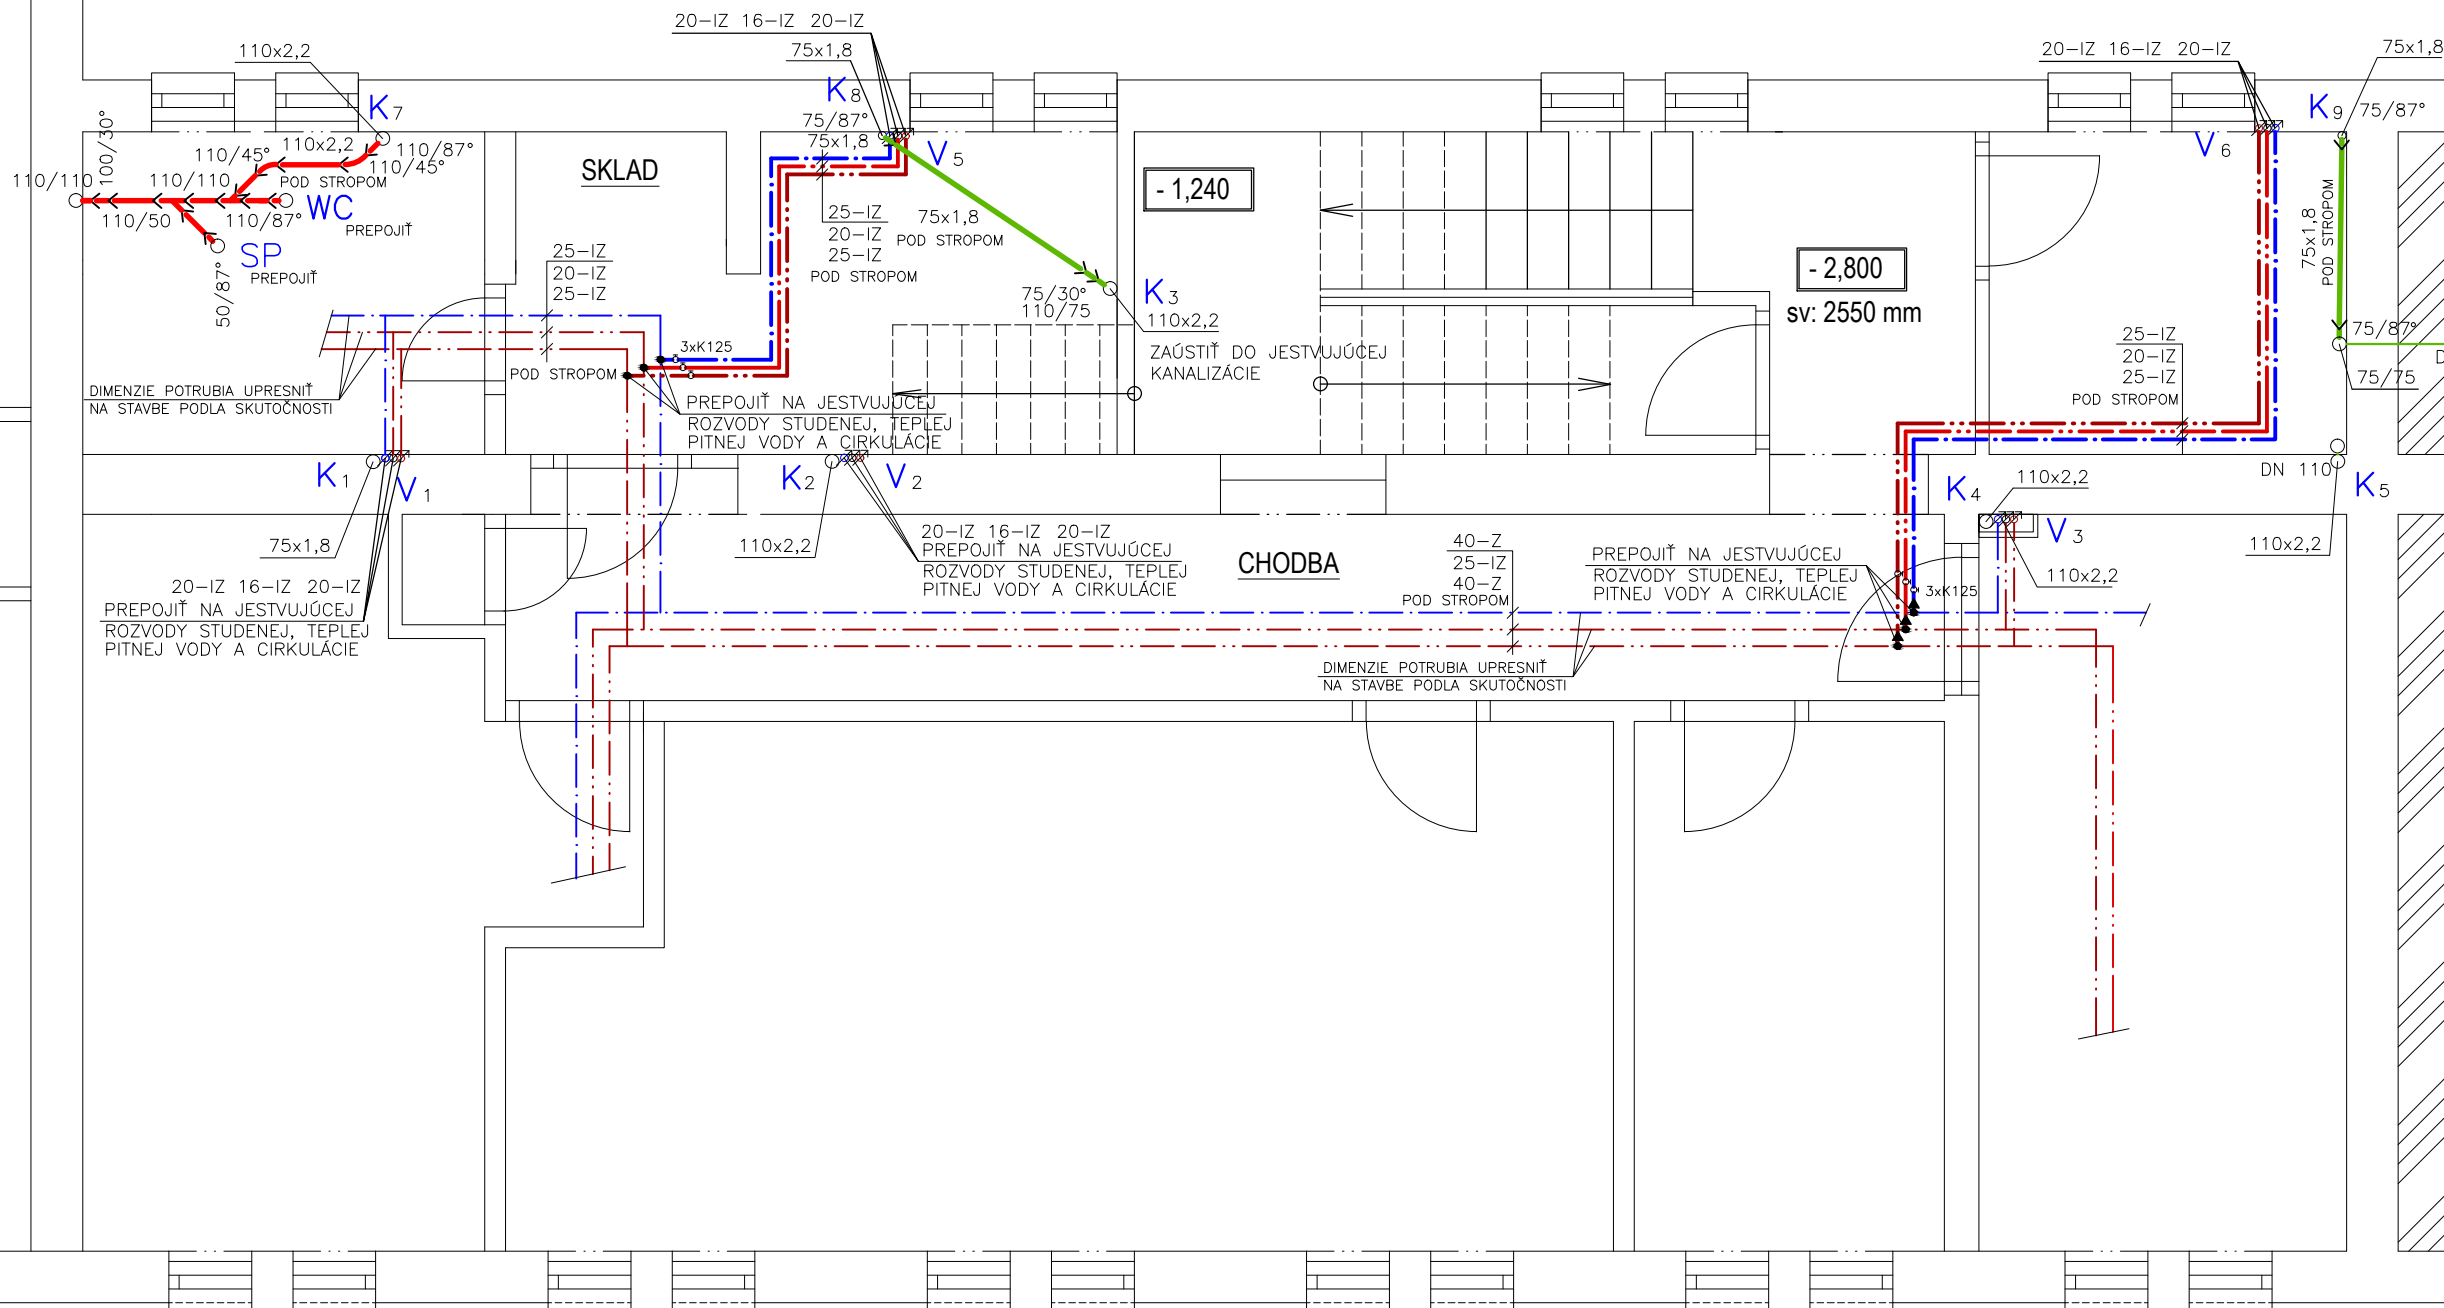 20-IZ 16-IZ 20-IZ
75x1,8
K8
75/87°
75x1,8
V5
110x2,2
K7
100/30°
110x2,2
110/45°
110/87°
110/45°
POD STROPOM
110/110
110/110
110/50
110/87°
WC
PREPOJIŤ
SP
PREPOJIŤ
50/87°
SKLAD
25-IZ
20-IZ
25-IZ
POD STROPOM
75x1,8
POD STROPOM
25-IZ
20-IZ
25-IZ
POD STROPOM
3xK125
DIMENZIE POTRUBIA UPRESNIŤ
NA STAVBE PODLA SKUTOČNOSTI
PREPOJIŤ NA JESTVUJÚCEJ
ROZVODY STUDENEJ, TEPLEJ
PITNEJ VODY A CIRKULÁCIE
- 1,240
75/30°
110/75
K3
110x2,2
ZAÚSTIŤ DO JESTVUJÚCEJ
KANALIZÁCIE
- 2,800
sv: 2550 mm
20-IZ 16-IZ 20-IZ
75x1,8
K9
75/87°
V6
75x1,8
POD STROPOM
75/87°
D
75/75
25-IZ
20-IZ
25-IZ
POD STROPOM
DN 110
K5
110x2,2
K4
110x2,2
V3
110x2,2
K1
V1
75x1,8
20-IZ 16-IZ 20-IZ
PREPOJIŤ NA JESTVUJÚCEJ
ROZVODY STUDENEJ, TEPLEJ
PITNEJ VODY A CIRKULÁCIE
K2
V2
110x2,2
20-IZ 16-IZ 20-IZ
PREPOJIŤ NA JESTVUJÚCEJ
ROZVODY STUDENEJ, TEPLEJ
PITNEJ VODY A CIRKULÁCIE
CHODBA
40-Z
25-IZ
40-Z
POD STROPOM
PREPOJIŤ NA JESTVUJÚCEJ
ROZVODY STUDENEJ, TEPLEJ
PITNEJ VODY A CIRKULÁCIE
3xK125
DIMENZIE POTRUBIA UPRESNIŤ
NA STAVBE PODLA SKUTOČNOSTI